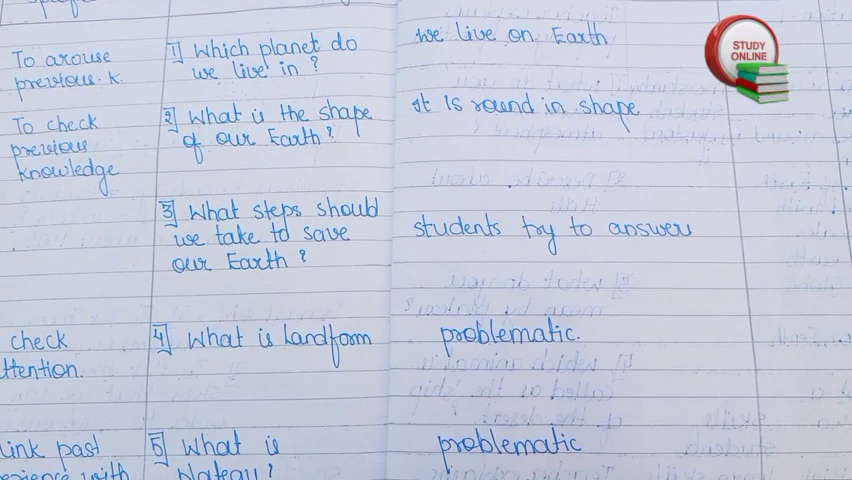 To arouse
previous. K.
1] Which planet do
we live in ?
we live on Earth
STUDY
ONLINE
To check
previous
knowledge
2] What is the shape
of our Earth ?
It Is round in shape
3] What steps should
we take to save
our Earth ?
students try to answer
check
ttention.
4] What is Landform
problematic.
Link past
erience with
5] What is
plateau ?
problematic